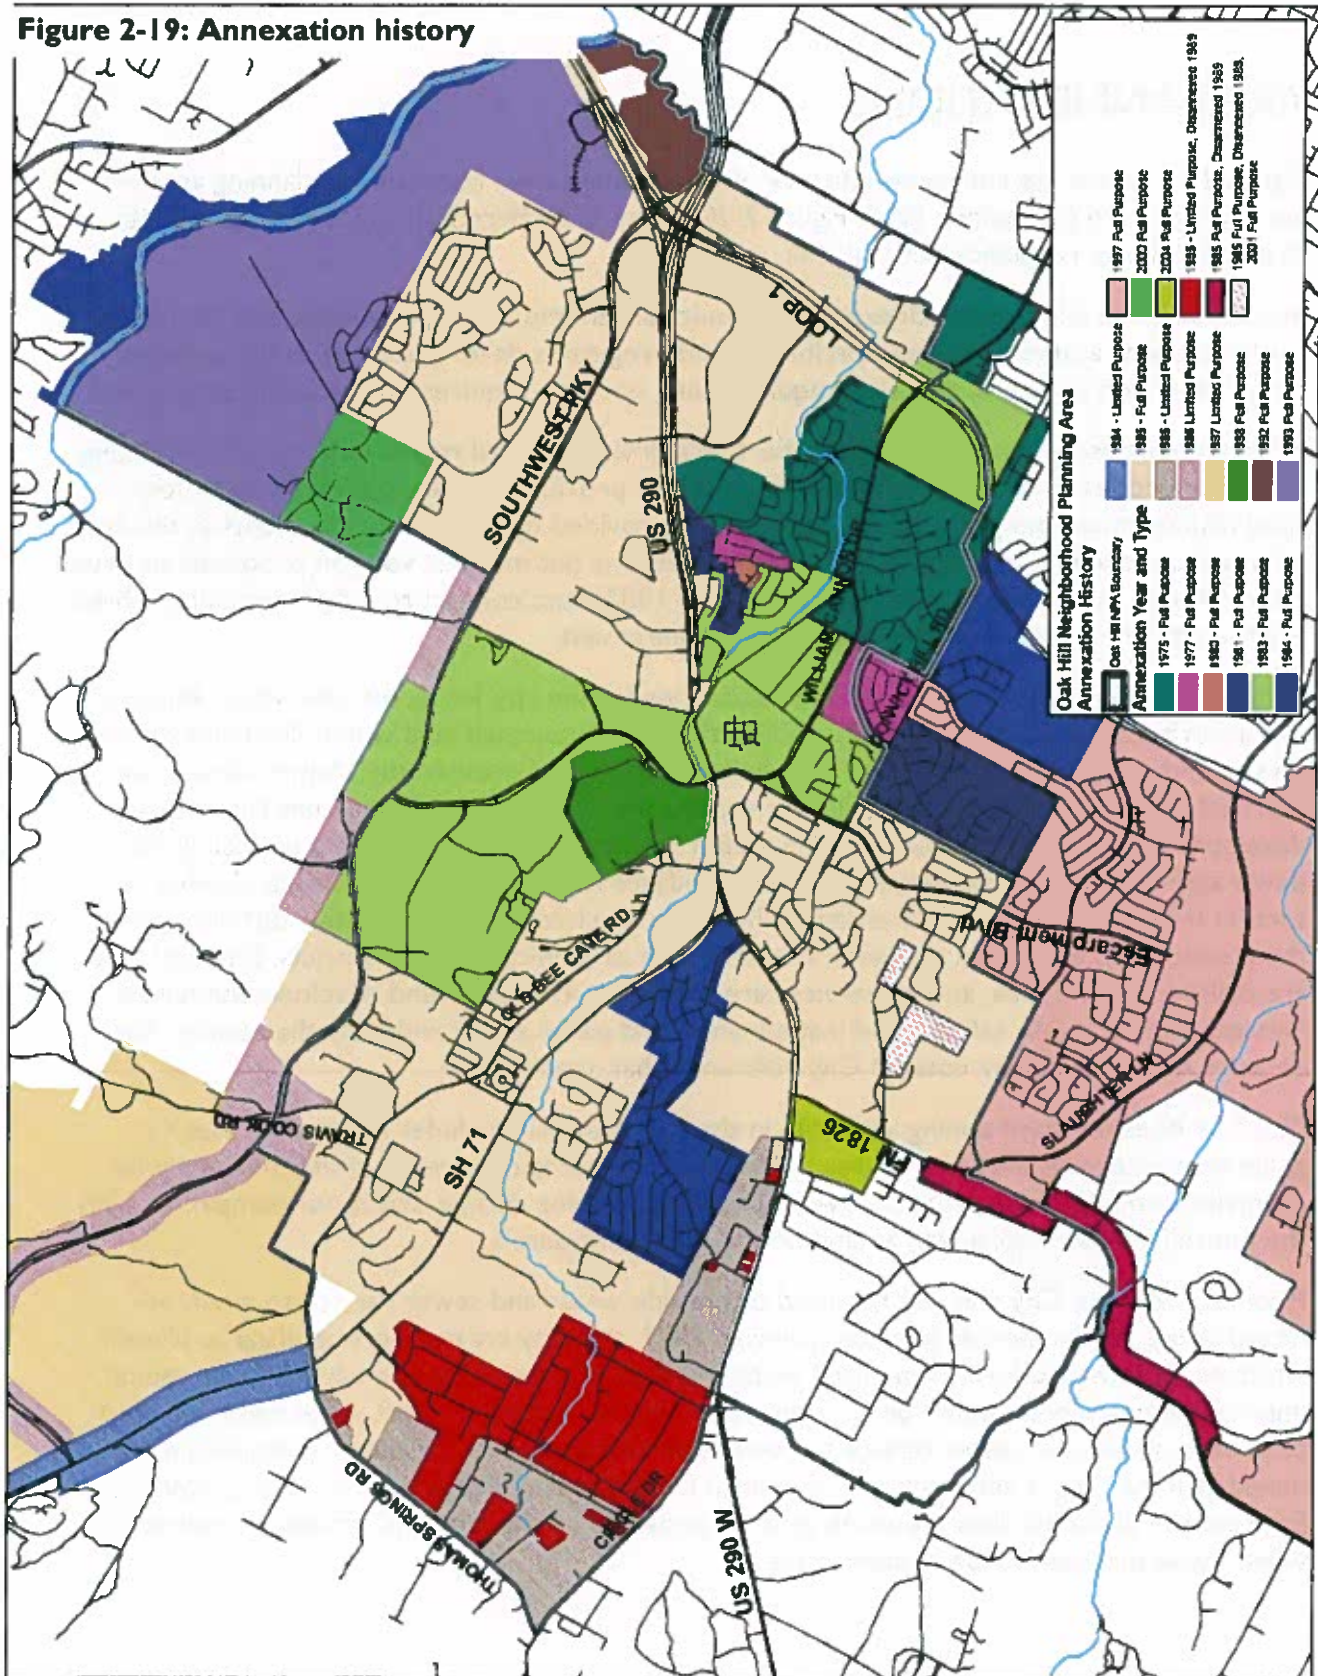 Figure 2-19: Annexation history
SOUTHWEST PKY
LOOP 1
US 290
WILLIAM CANNON DR
CONVICT HILL RD
OLD BEE CAVE RD
Escarpment Blvd
TRAVIS COOK RD
SH 71
FM 1826
SLAUGHTER LN
THOMAS SPRINGS RD
CIRCLE DR
US 290 W
Oak Hill Neighborhood Planning Area
Annexation History
Oak Hill NPA Boundary
Annexation Year and Type
1975 - Full Purpose
1977 - Full Purpose
1980 - Full Purpose
1981 - Full Purpose
1983 - Full Purpose
1984 - Full Purpose
1984 - Limited Purpose
1985 - Full Purpose
1985 - Limited Purpose
1986 Limited Purpose
1987 Limited Purpose
1988 Full Purpose
1992 Full Purpose
1993 Full Purpose
1997 Full Purpose
2000 Full Purpose
2004 Full Purpose
1985 - Limited Purpose, Disannexed 1989
1985 Full Purpose, Disannexed 1989
1985 Full Purpose, Disannexed 1989,
2001 Full Purpose